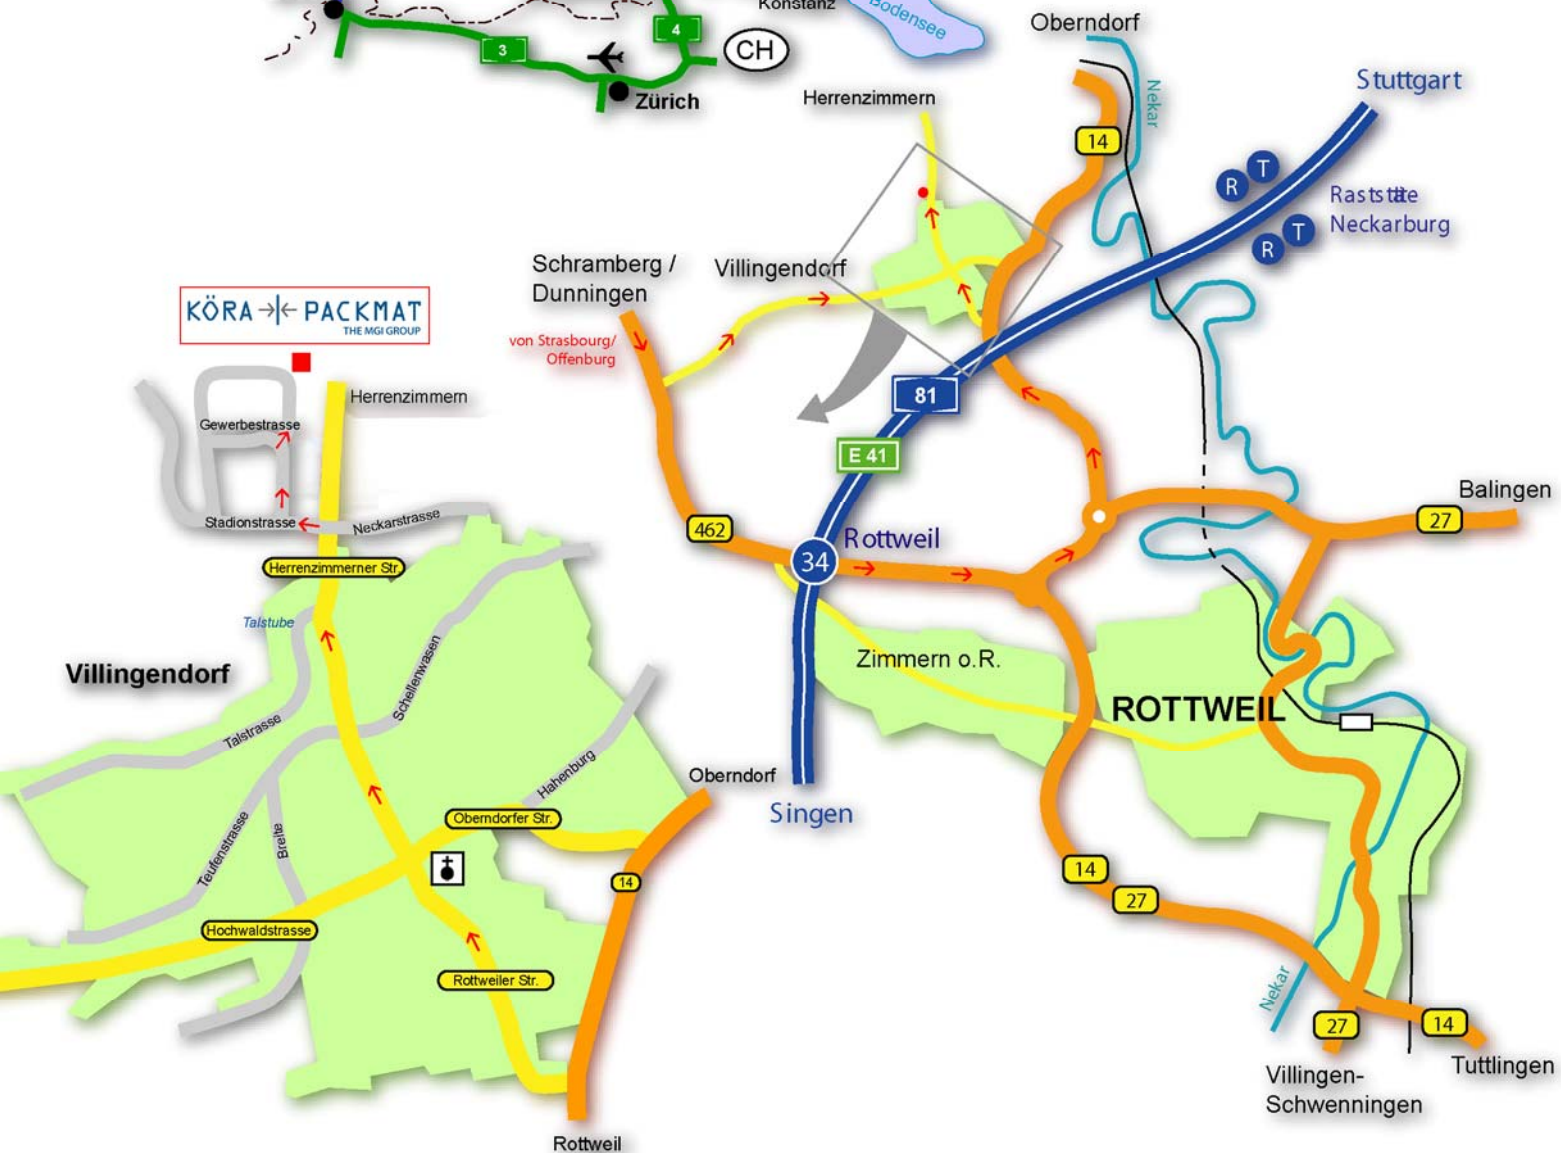 Konstanz
Bodensee
4
3
CH
Zürich
Oberndorf
Nekar
Stuttgart
Herrenzimmern
14
R T
R T
Raststätte
Neckarburg
Schramberg /
Dunningen
Villingendorf
von Strasbourg/
Offenburg
KÖRA PACKMAT
THE MGI GROUP
81
E 41
Herrenzimmern
Gewerbestrasse
Stadionstrasse
Neckarstrasse
Herrenzimmerner Str.
Talstube
Villingendorf
Talstrasse
Schellenwasen
Hahenburg
Oberndorf
Oberndorfer Str.
Teufenstrasse
Breite
14
Hochwaldstrasse
Rottweiler Str.
Rottweil
462
34
Rottweil
Balingen
27
Zimmern o.R.
ROTTWEIL
Singen
14
27
Nekar
27
14
Villingen-
Schwenningen
Tuttlingen